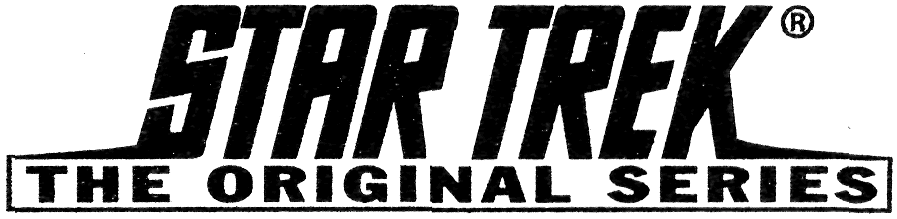 STAR TREK®
THE ORIGINAL SERIES